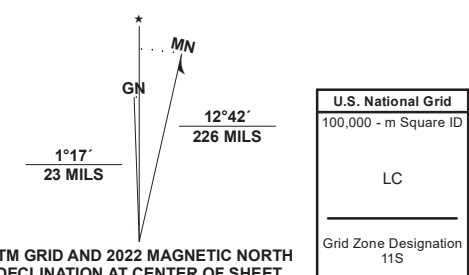 ★
MN
GN
12°42´
226 MILS
1°17´
23 MILS
TM GRID AND 2022 MAGNETIC NORTH
DECLINATION AT CENTER OF SHEET
U.S. National Grid
100,000 - m Square ID
LC
Grid Zone Designation
11S